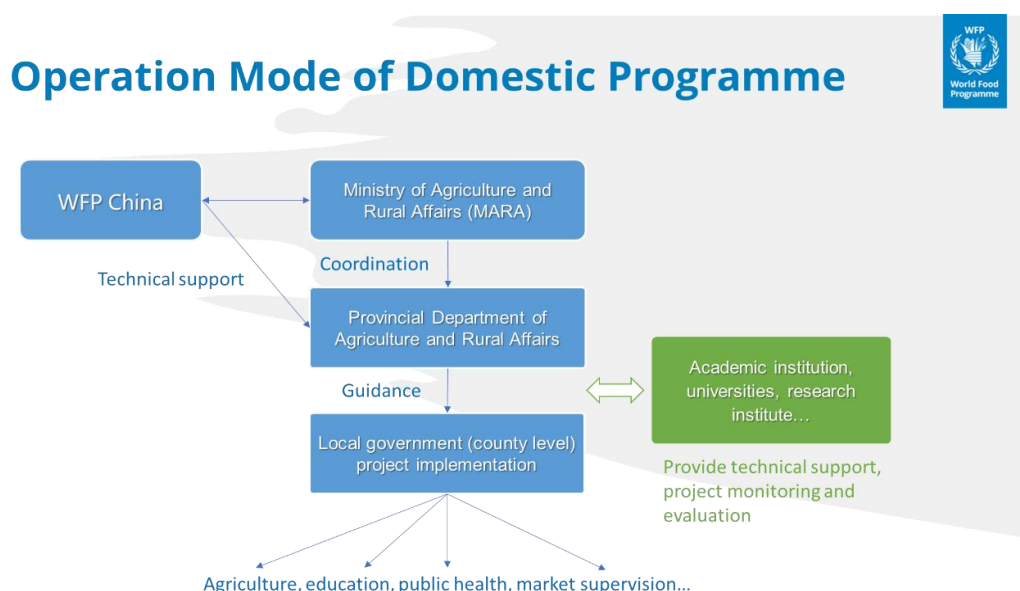 WFP
World Food
Programme
Operation Mode of Domestic Programme
WFP China
Ministry of Agriculture and
Rural Affairs (MARA)
Coordination
Technical support
Provincial Department of
Agriculture and Rural Affairs
Guidance
Academic institution,
universities, research
institute…
Local government (county level)
project implementation
Provide technical support,
project monitoring and
evaluation
Agriculture, education, public health, market supervision…